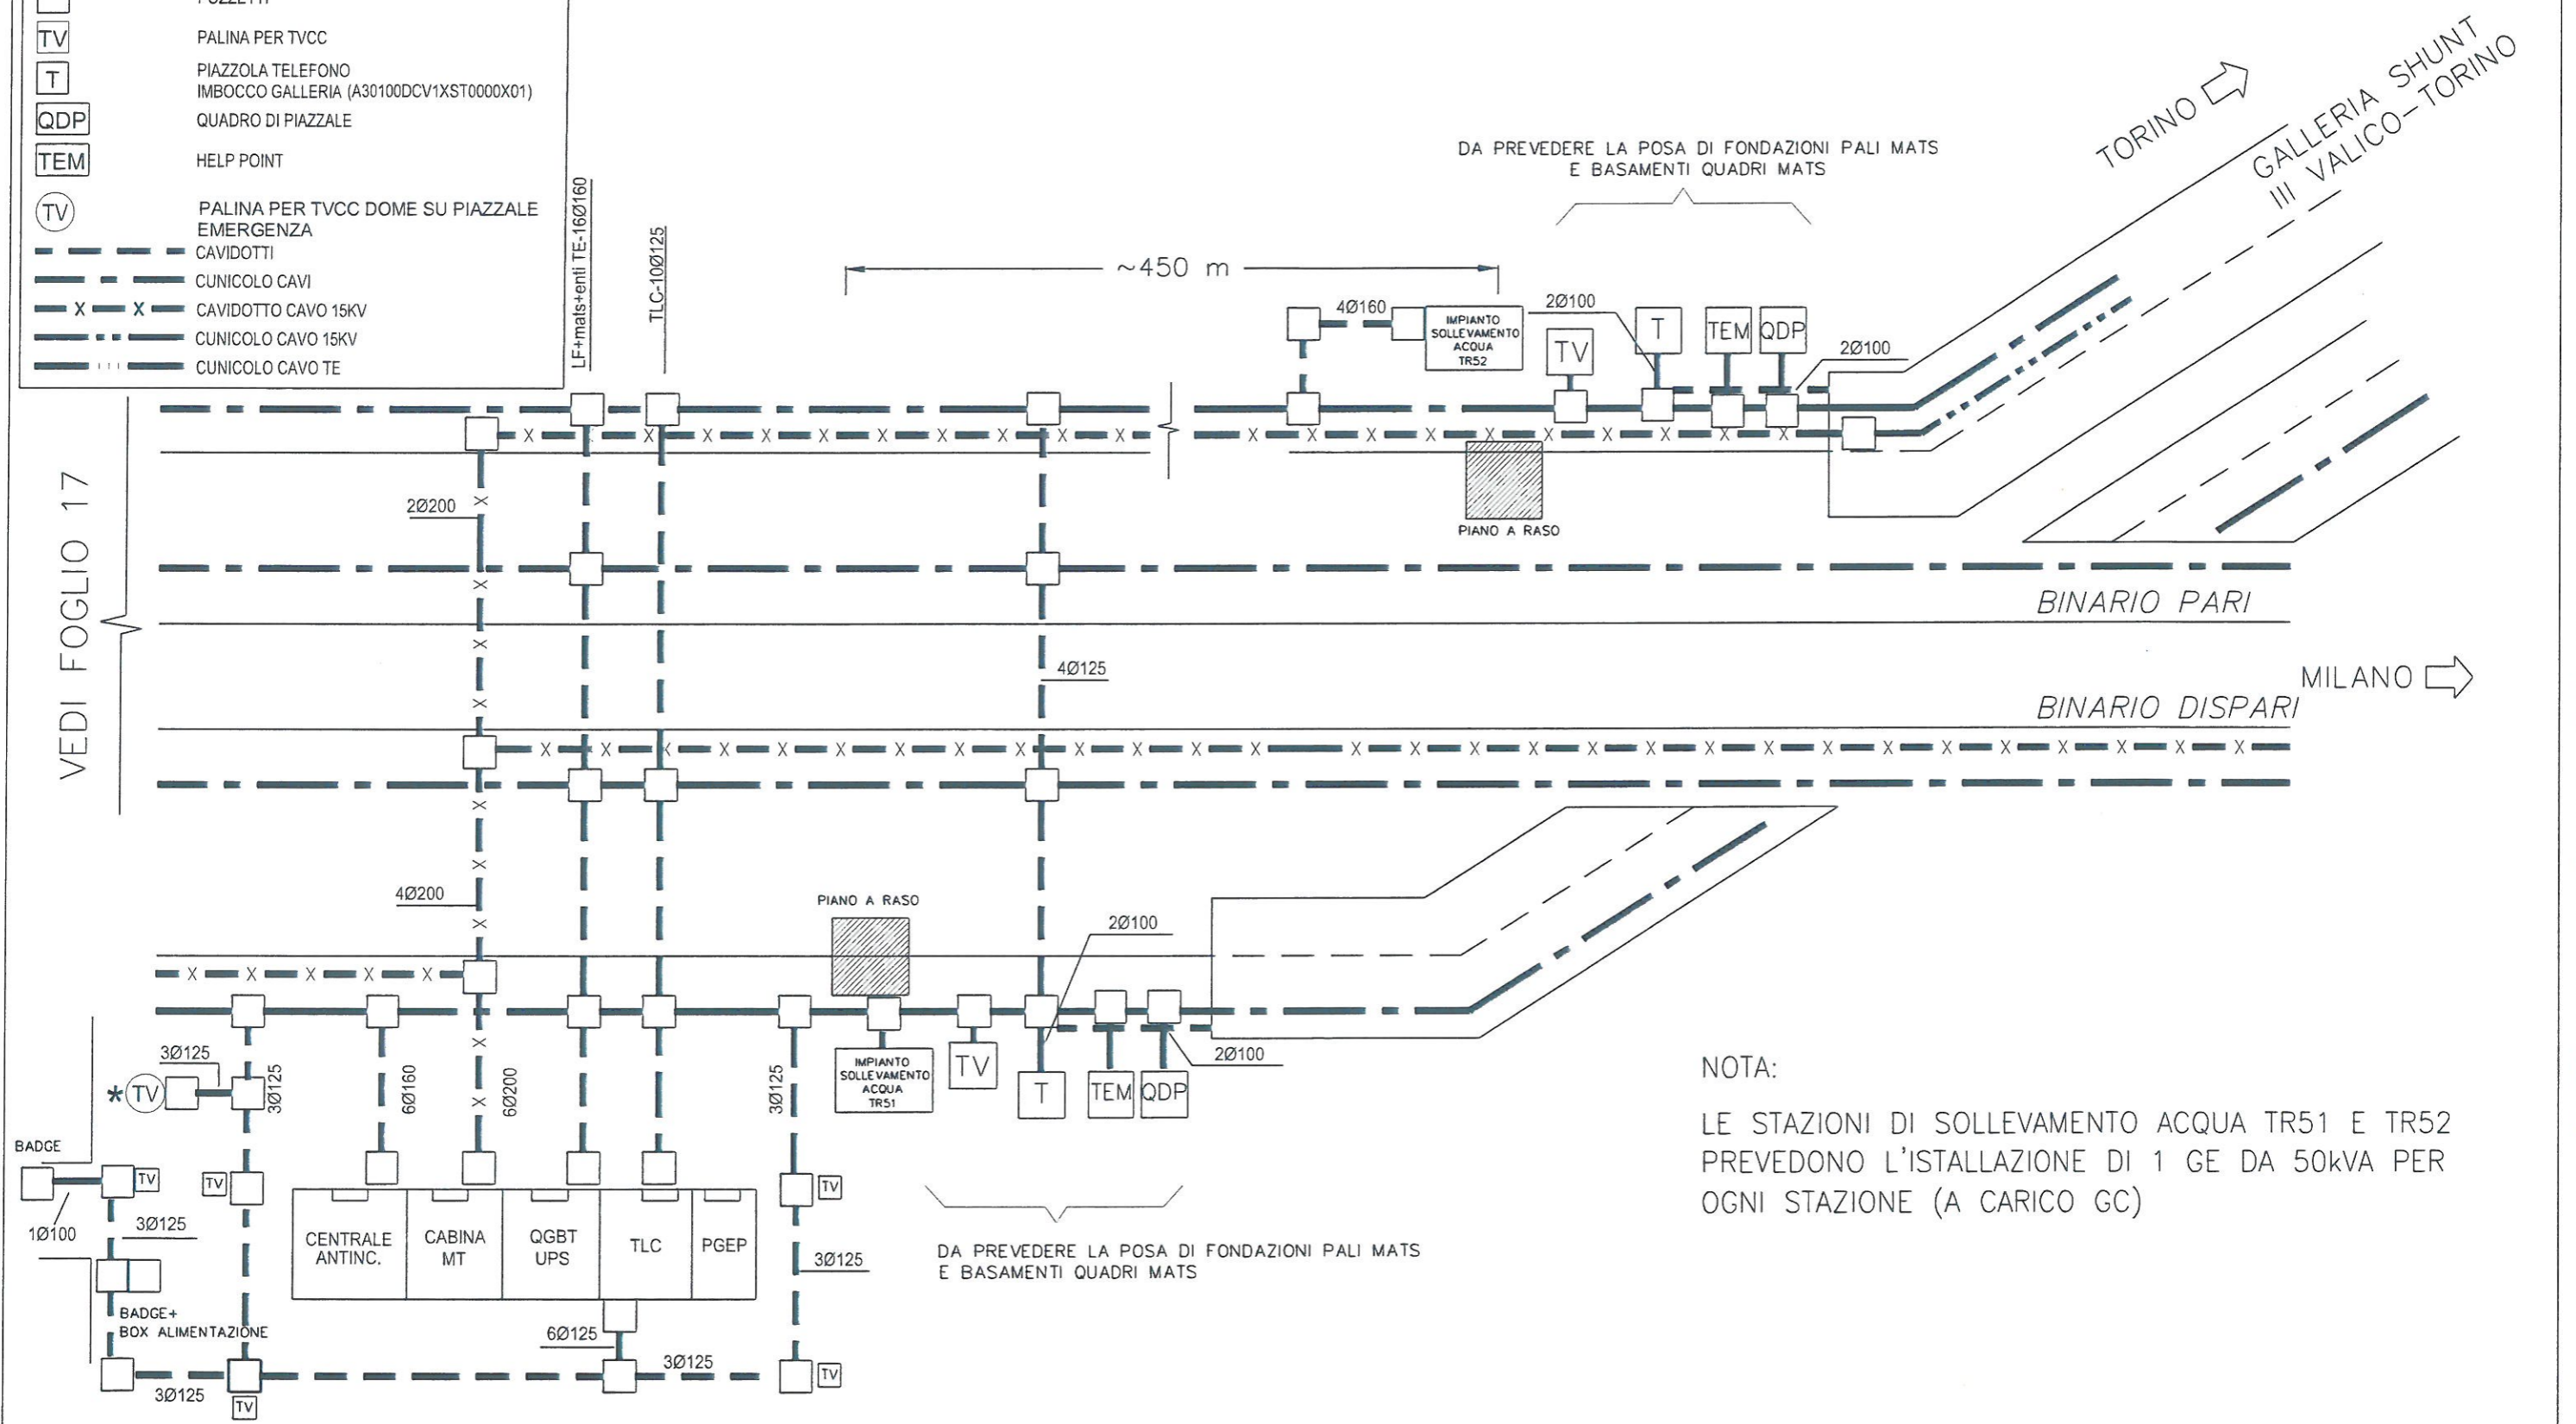 POZZETTI
TV
PALINA PER TVCC
T
PIAZZOLA TELEFONO
IMBOCCO GALLERIA (A30100DCV1XST0000X01)
QDP
QUADRO DI PIAZZALE
TEM
HELP POINT
TV
PALINA PER TVCC DOME SU PIAZZALE
EMERGENZA
CAVIDOTTI
CUNICOLO CAVI
X X
CAVIDOTTO CAVO 15KV
CUNICOLO CAVO 15KV
CUNICOLO CAVO TE
LF+mats+enti TE-16Ø160
TLC-10Ø125
~450 m
DA PREVEDERE LA POSA DI FONDAZIONI PALI MATS
E BASAMENTI QUADRI MATS
TORINO
GALLERIA SHUNT
III VALICO-TORINO
4Ø160
IMPIANTO
SOLLEVAMENTO
ACQUA
TR52
2Ø100
TV
T
TEM
QDP
2Ø100
PIANO A RASO
VEDI FOGLIO 17
2Ø200
BINARIO PARI
4Ø125
MILANO
BINARIO DISPARI
4Ø200
PIANO A RASO
2Ø100
3Ø125
*
TV
3Ø125
6Ø160
6Ø200
3Ø125
IMPIANTO
SOLLEVAMENTO
ACQUA
TR51
TV
T
TEM
QDP
2Ø100
NOTA:
LE STAZIONI DI SOLLEVAMENTO ACQUA TR51 E TR52
PREVEDONO L'ISTALLAZIONE DI 1 GE DA 50kVA PER
OGNI STAZIONE (A CARICO GC)
BADGE
TV
TV
TV
1Ø100
3Ø125
CENTRALE
ANTINC.
CABINA
MT
QGBT
UPS
TLC
PGEP
3Ø125
DA PREVEDERE LA POSA DI FONDAZIONI PALI MATS
E BASAMENTI QUADRI MATS
BADGE+
BOX ALIMENTAZIONE
6Ø125
3Ø125
TV
3Ø125
TV